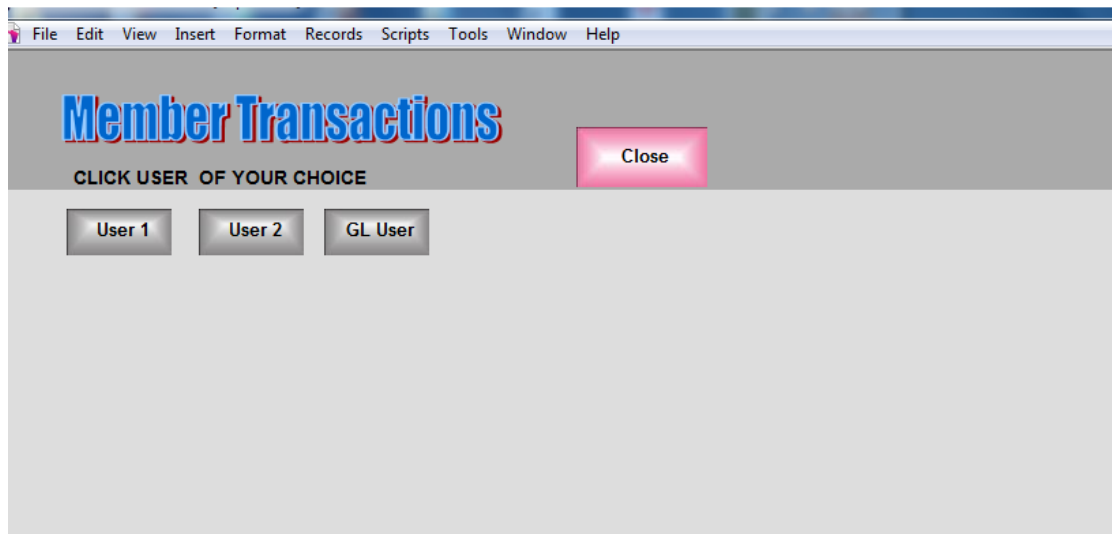 File Edit View Insert Format Records Scripts Tools Window Help
Member Transactions
Close
CLICK USER OF YOUR CHOICE
User 1 User 2 GL User